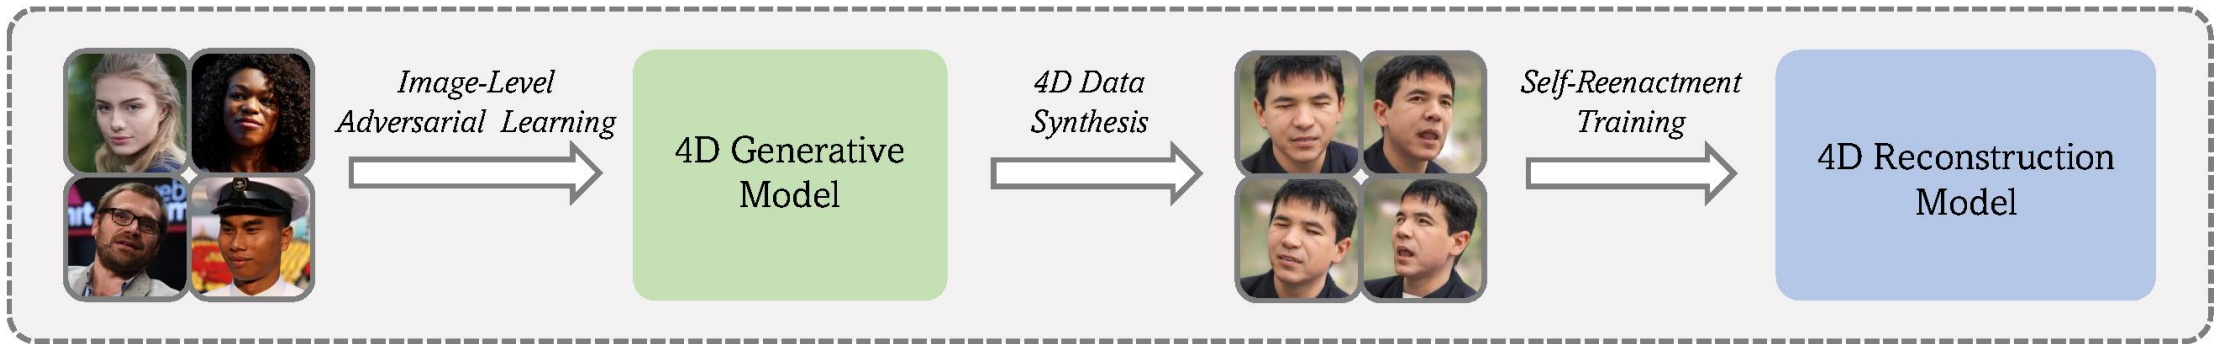 Image-Level
Adversarial Learning
4D Generative
Model
4D Data
Synthesis
Self-Reenactment
Training
4D Reconstruction
Model